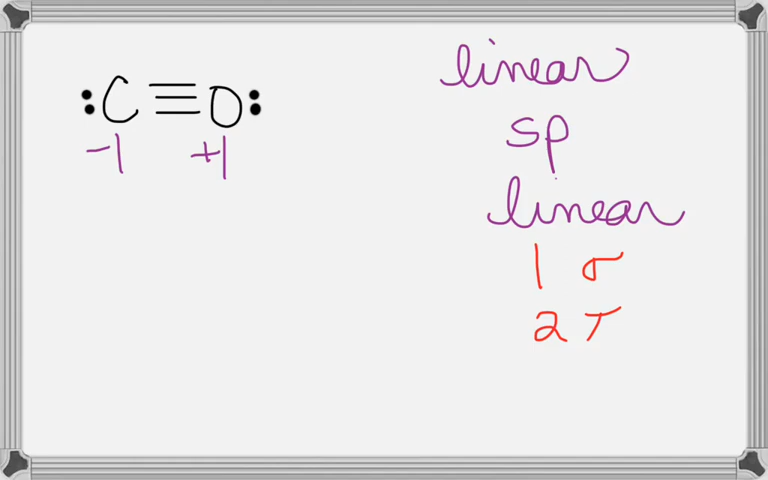 :C≡O:
-1 +1
linear
sp
linear
1 σ
2 π